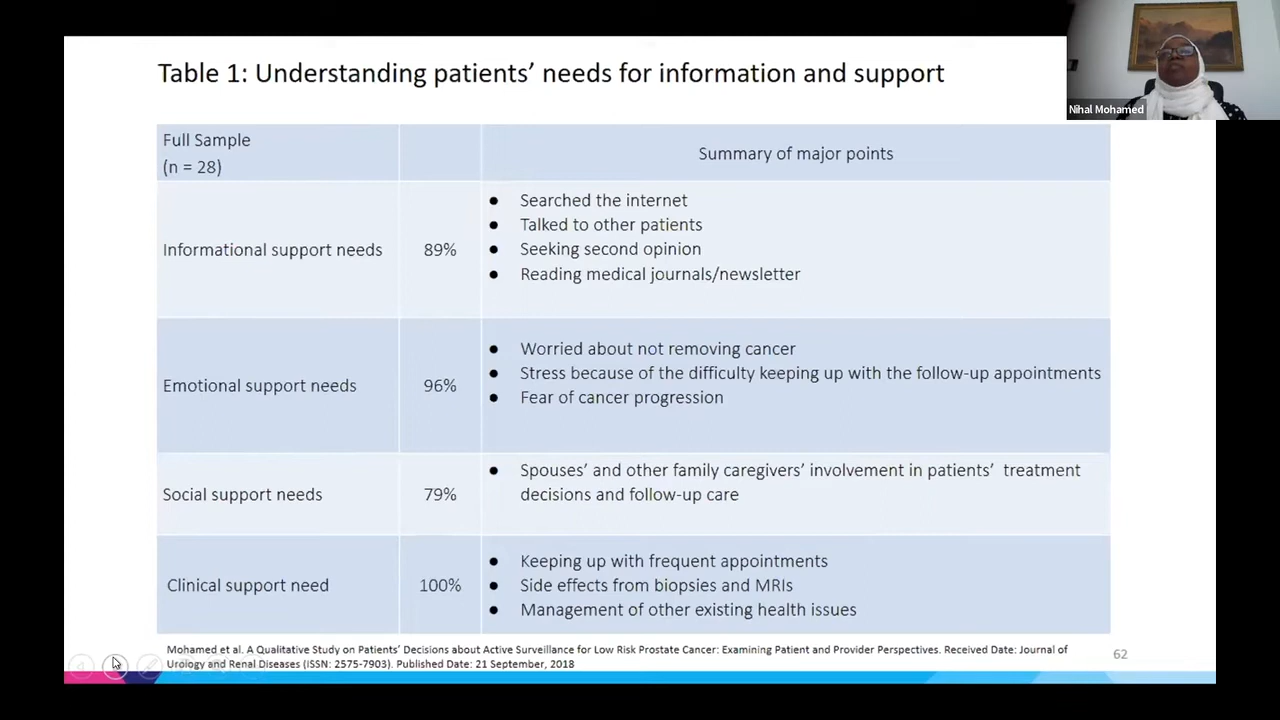 Table 1: Understanding patients’ needs for information and support
Nihal Mohamed
Full Sample
(n = 28)
Summary of major points
Informational support needs
89%
● Searched the internet
● Talked to other patients
● Seeking second opinion
● Reading medical journals/newsletter
Emotional support needs
96%
● Worried about not removing cancer
● Stress because of the difficulty keeping up with the follow-up appointments
● Fear of cancer progression
Social support needs
79%
● Spouses’ and other family caregivers’ involvement in patients’ treatment
decisions and follow-up care
Clinical support need
100%
● Keeping up with frequent appointments
● Side effects from biopsies and MRIs
● Management of other existing health issues
Mohamed et al. A Qualitative Study on Patients’ Decisions about Active Surveillance for Low Risk Prostate Cancer: Examining Patient and Provider Perspectives. Received Date: Journal of
Urology and Renal Diseases (ISSN: 2575-7903). Published Date: 21 September, 2018
62